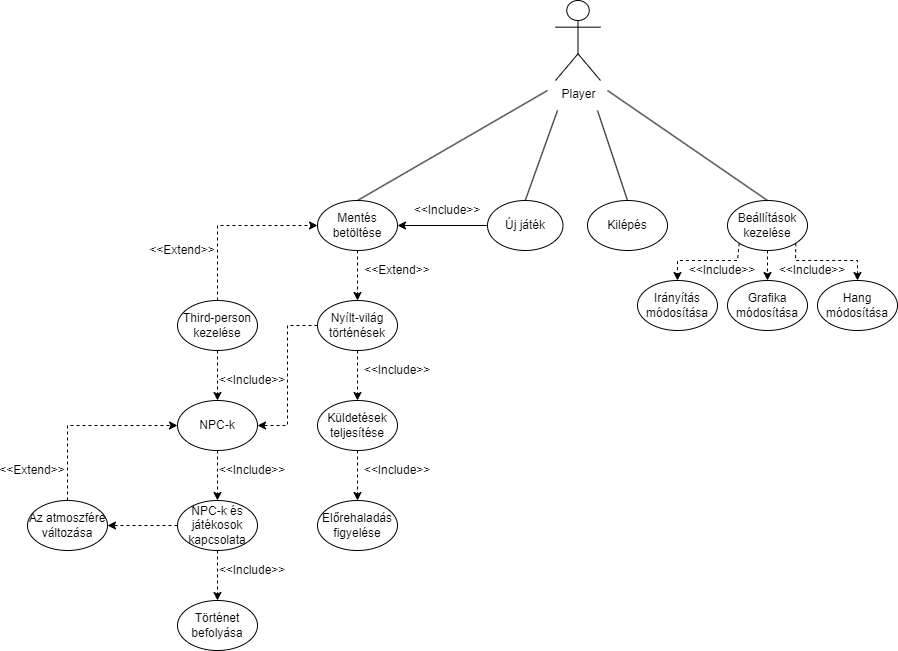 Player
Mentés
betöltése
<<Include>>
Új játék
Kilépés
Beállítások
kezelése
<<Extend>>
<<Extend>>
<<Include>>
<<Include>>
Irányítás
módosítása
Grafika
módosítása
Hang
módosítása
Third-person
kezelése
Nyílt-világ
történések
<<Include>>
<<Include>>
NPC-k
Küldetések
teljesítése
<<Extend>>
<<Include>>
<<Include>>
Az atmoszfére
változása
NPC-k és
játékosok
kapcsolata
Előrehaladás
figyelése
<<Include>>
Történet
befolyása